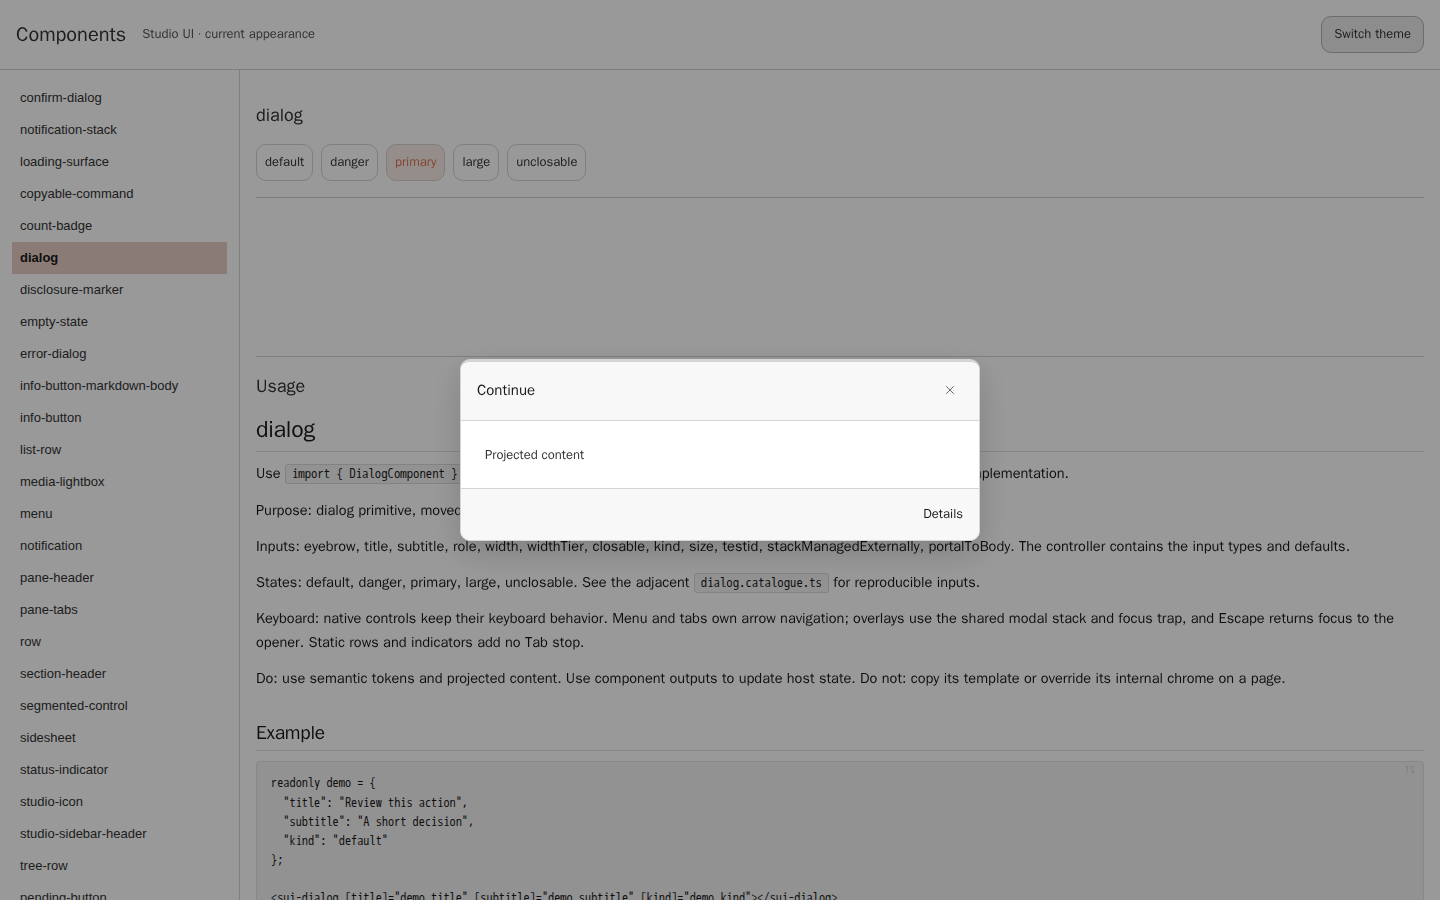 Components
Studio UI · current appearance
Switch theme
confirm-dialog
notification-stack
loading-surface
copyable-command
count-badge
dialog
disclosure-marker
empty-state
error-dialog
info-button-markdown-body
info-button
list-row
media-lightbox
menu
notification
pane-header
pane-tabs
row
section-header
segmented-control
sidesheet
status-indicator
studio-icon
studio-sidebar-header
tree-row
pending-button
dialog
default
danger
primary
large
unclosable
Usage
dialog
Use import { DialogComponent }
Purpose: dialog primitive, moved
Inputs: eyebrow, title, subtitle, role, width, widthTier, closable, kind, size, testid, stackManagedExternally, portalToBody. The controller contains the input types and defaults.
States: default, danger, primary, large, unclosable. See the adjacent dialog.catalogue.ts for reproducible inputs.
Keyboard: native controls keep their keyboard behavior. Menu and tabs own arrow navigation; overlays use the shared modal stack and focus trap, and Escape returns focus to the
opener. Static rows and indicators add no Tab stop.
Do: use semantic tokens and projected content. Use component outputs to update host state. Do not: copy its template or override its internal chrome on a page.
Example
TS
readonly demo = {
"title": "Review this action",
"subtitle": "A short decision",
"kind": "default"
};
<sui-dialog [title]="demo.title" [subtitle]="demo.subtitle" [kind]="demo.kind"></sui-dialog>
Continue
Projected content
Details